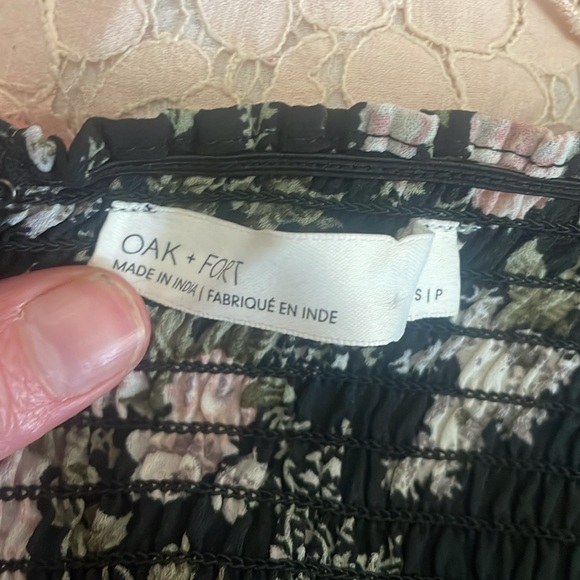 OAK + FORT
MADE IN INDIA | FABRIQUÉ EN INDE
S | P